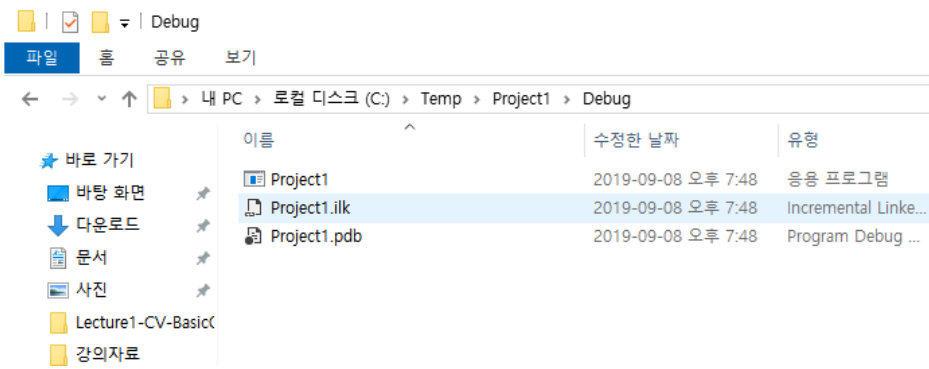 Debug
파일 홈 공유 보기
내 PC > 로컬 디스크 (C:) > Temp > Project1 > Debug
이름 수정한 날짜 유형
바로 가기
바탕 화면
다운로드
문서
사진
Lecture1-CV-Basic
강의자료
Project1 2019-09-08 오후 7:48 응용 프로그램
Project1.ilk 2019-09-08 오후 7:48 Incremental Linke...
Project1.pdb 2019-09-08 오후 7:48 Program Debug ...